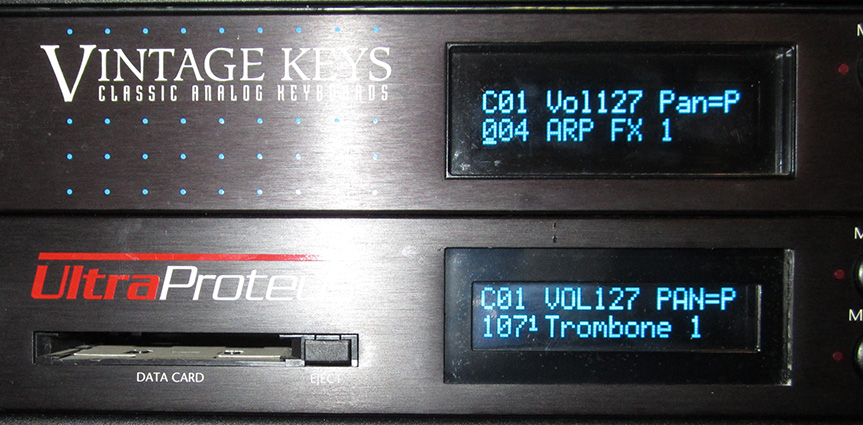 VINTAGE KEYS
CLASSIC ANALOG KEYBOARDS
C01 Vol127 Pan=P
004 ARP FX 1
UltraProteu
C01 VOL127 PAN=P
107¹ Trombone 1
DATA CARD
EJECT
M
M
M